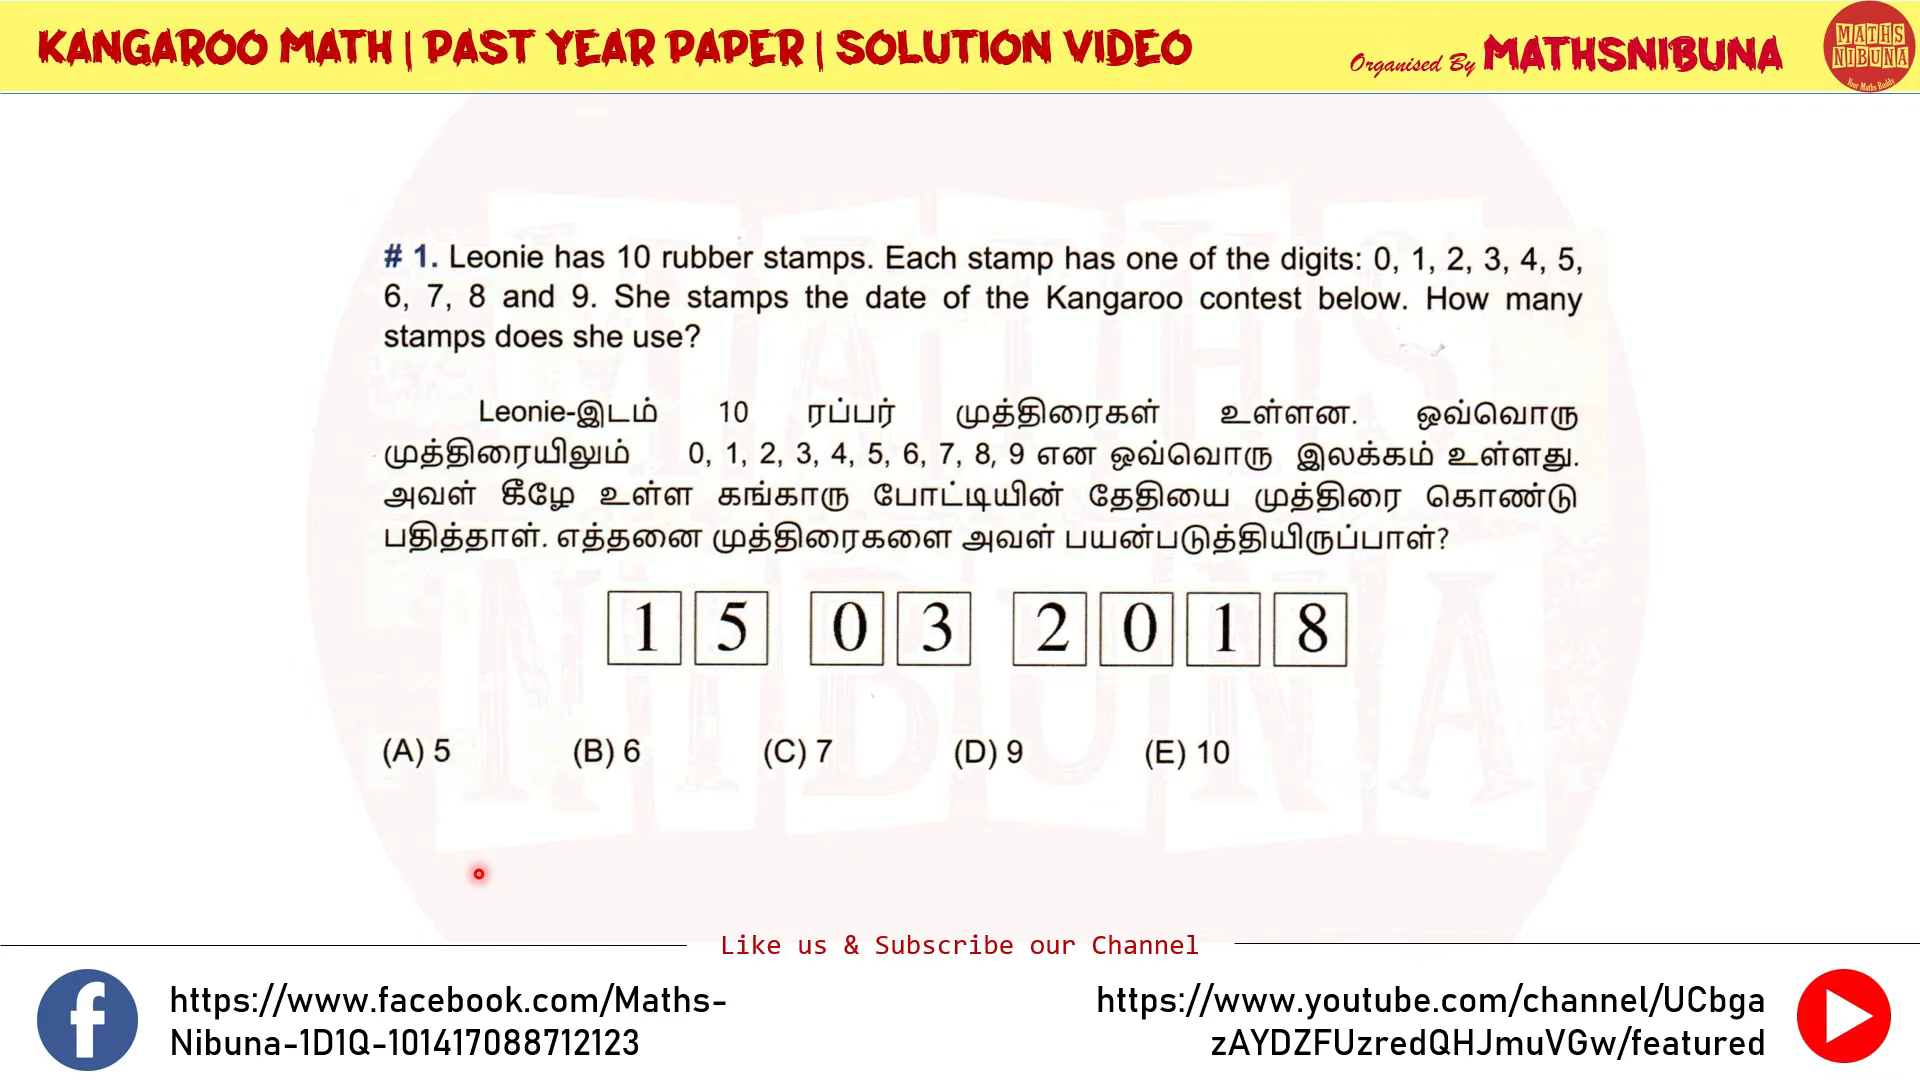 KANGAROO MATH | PAST YEAR PAPER | SOLUTION VIDEO
Organised By MATHSNIBUNA
MATHS
NIBUNA
Your Maths Buddy
# 1. Leonie has 10 rubber stamps. Each stamp has one of the digits: 0, 1, 2, 3, 4, 5,
6, 7, 8 and 9. She stamps the date of the Kangaroo contest below. How many
stamps does she use?
Leonie-இடம் 10 ரப்பர் முத்திரைகள் உள்ளன. ஒவ்வொரு
முத்திரையிலும் 0, 1, 2, 3, 4, 5, 6, 7, 8, 9 என ஒவ்வொரு இலக்கம் உள்ளது.
அவள் கீழே உள்ள கங்காரு போட்டியின் தேதியை முத்திரை கொண்டு
பதித்தாள். எத்தனை முத்திரைகளை அவள் பயன்படுத்தியிருப்பாள்?
1 5 0 3 2 0 1 8
(A) 5 (B) 6 (C) 7 (D) 9 (E) 10
Like us & Subscribe our Channel
https://www.facebook.com/Maths-
Nibuna-1D1Q-101417088712123
https://www.youtube.com/channel/UCbga
zAYDZFUzredQHJmuVGw/featured